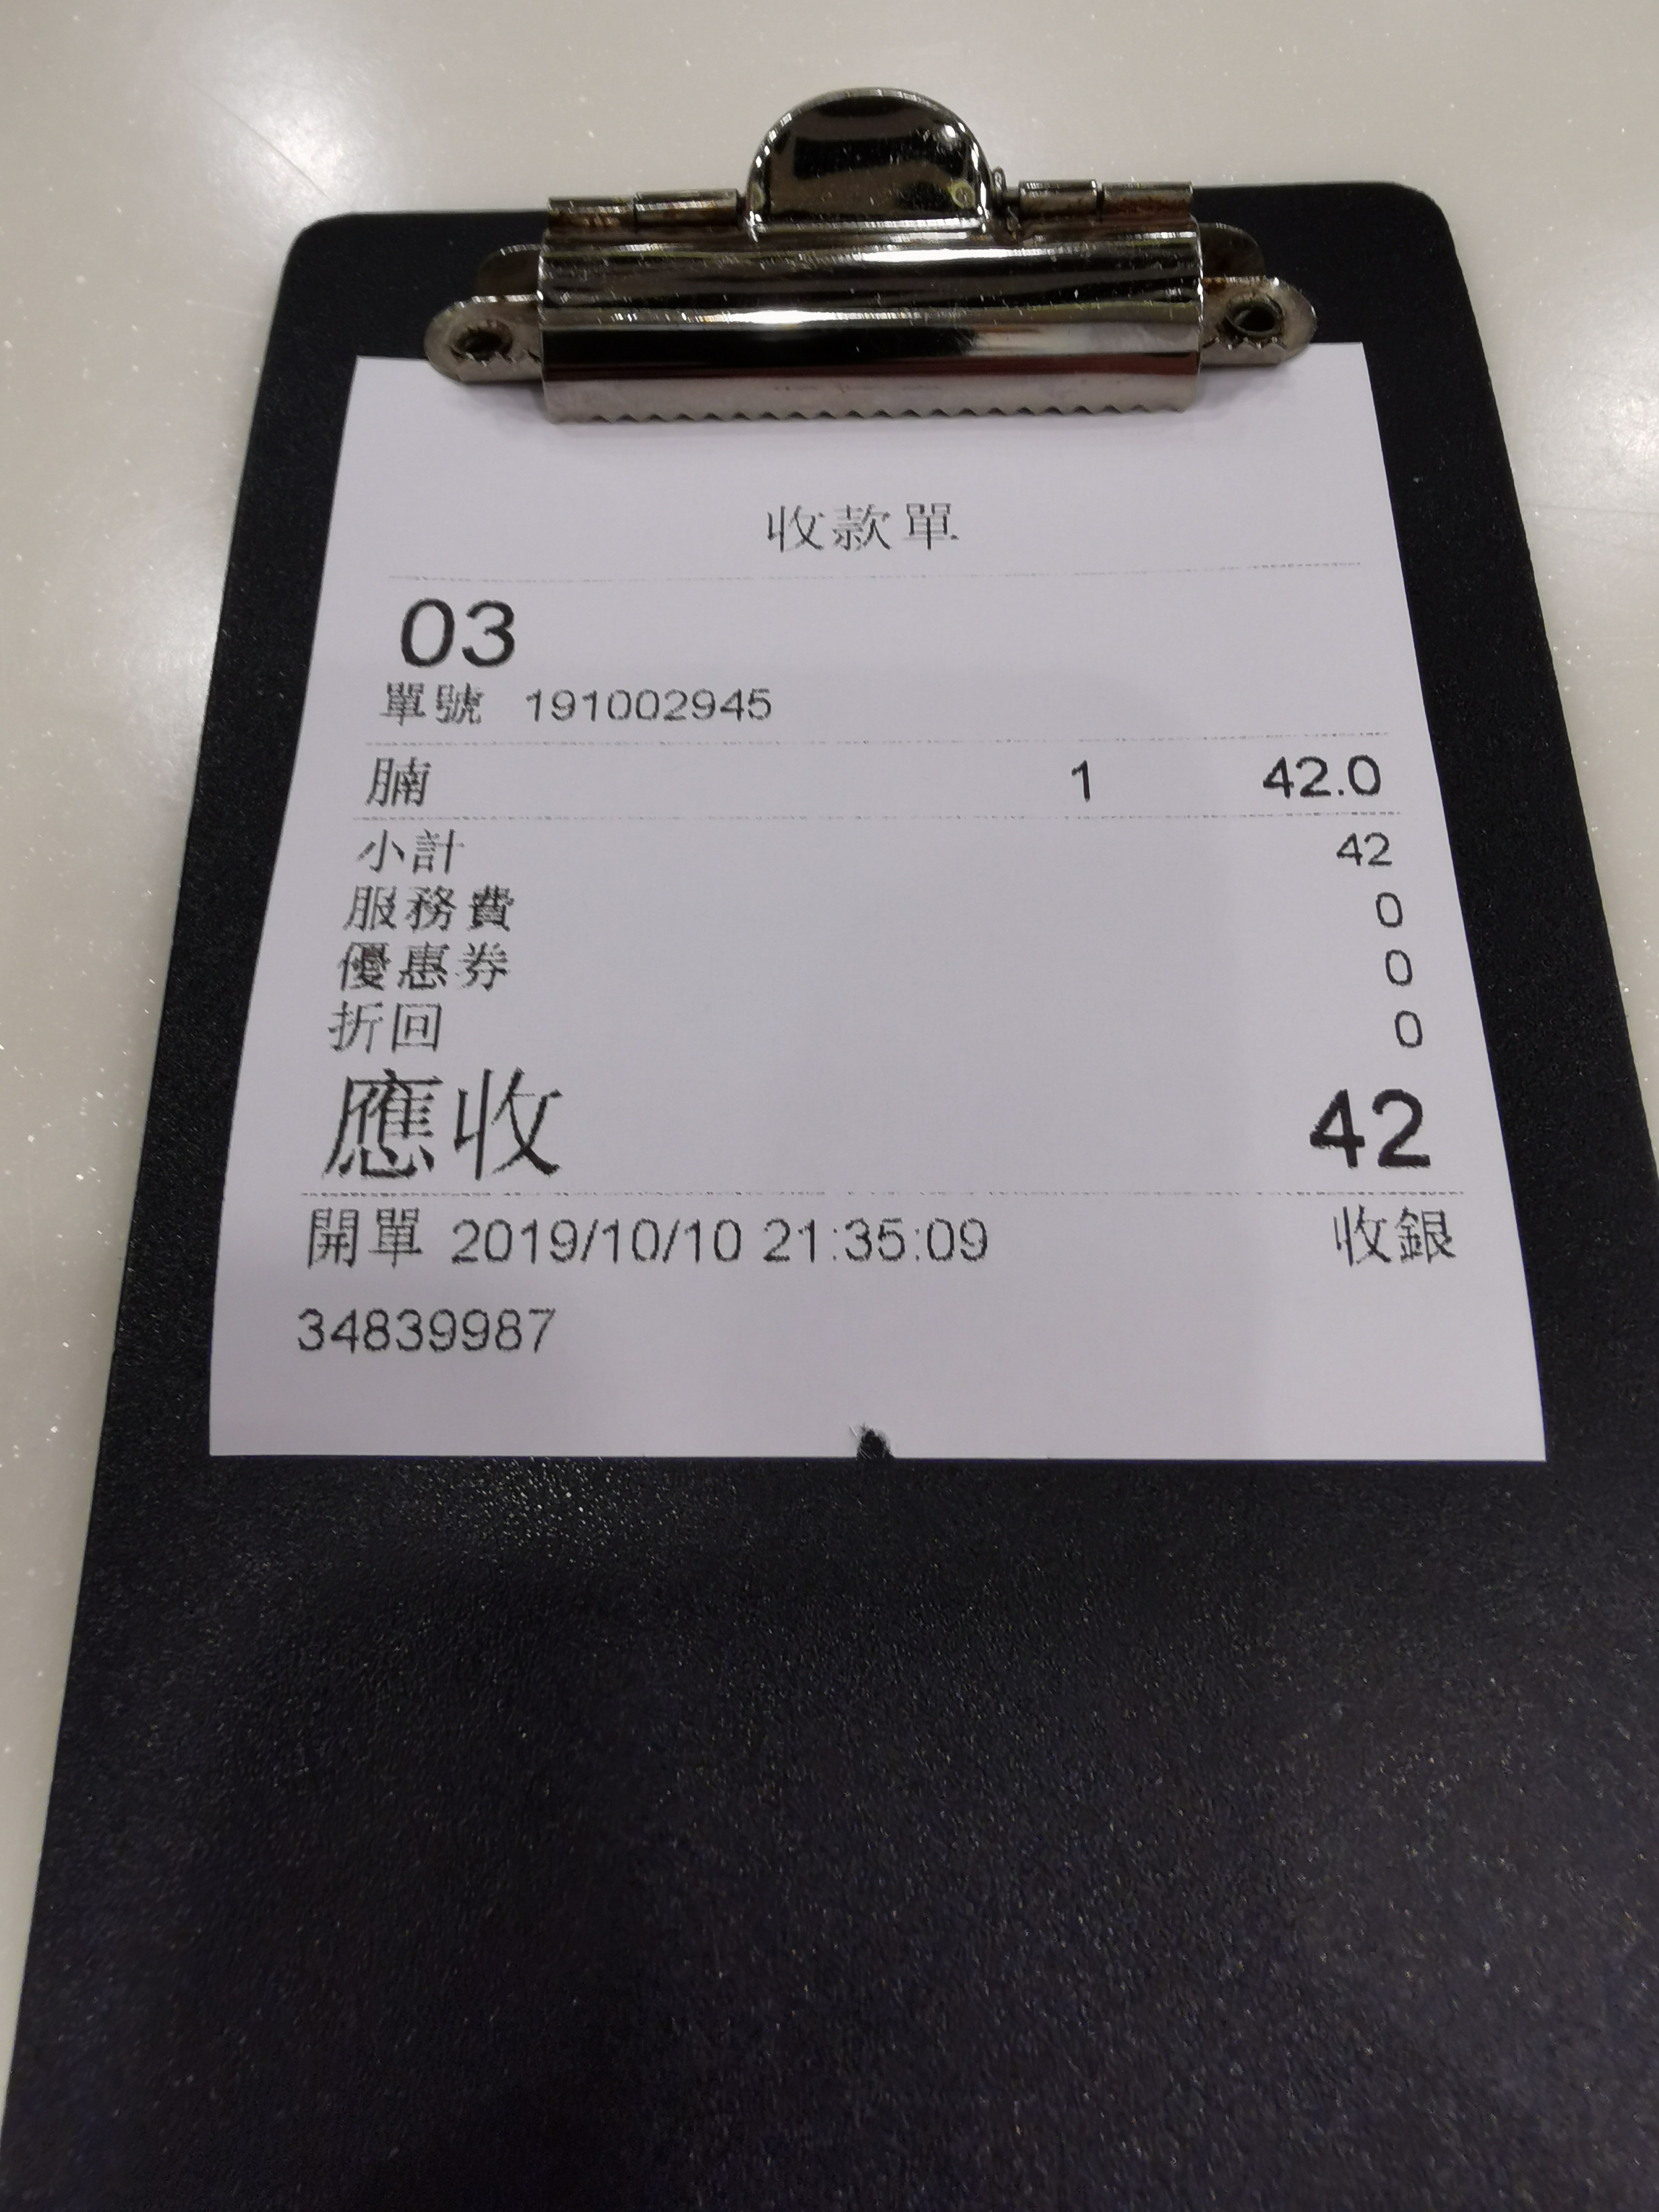 收款單
03
單號 191002945
腩 1 42.0
小計 42
服務費 0
優惠券 0
折回 0
應收 42
開單 2019/10/10 21:35:09 收銀
34839987